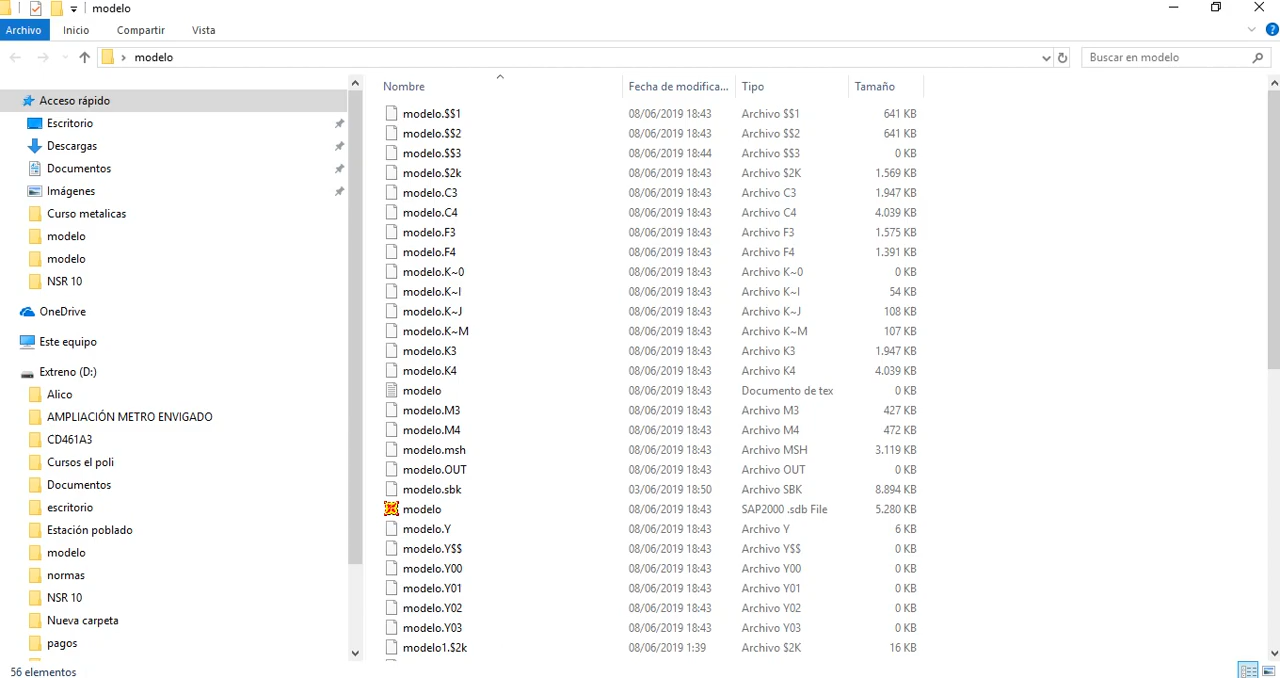 modelo
Archivo Inicio Compartir Vista
modelo Buscar en modelo
Nombre Fecha de modifica... Tipo Tamaño
Acceso rápido
Escritorio
Descargas
Documentos
Imágenes
Curso metalicas
modelo
modelo
NSR 10
OneDrive
Este equipo
Extreno (D:)
Alico
AMPLIACIÓN METRO ENVIGADO
CD461A3
Cursos el poli
Documentos
escritorio
Estación poblado
modelo
normas
NSR 10
Nueva carpeta
pagos
modelo.$$1 08/06/2019 18:43 Archivo $$1 641 KB
modelo.$$2 08/06/2019 18:43 Archivo $$2 641 KB
modelo.$$3 08/06/2019 18:44 Archivo $$3 0 KB
modelo.$2k 08/06/2019 18:43 Archivo $2K 1.569 KB
modelo.C3 08/06/2019 18:43 Archivo C3 1.947 KB
modelo.C4 08/06/2019 18:43 Archivo C4 4.039 KB
modelo.F3 08/06/2019 18:43 Archivo F3 1.575 KB
modelo.F4 08/06/2019 18:43 Archivo F4 1.391 KB
modelo.K~0 08/06/2019 18:43 Archivo K~0 0 KB
modelo.K~I 08/06/2019 18:43 Archivo K~I 54 KB
modelo.K~J 08/06/2019 18:43 Archivo K~J 108 KB
modelo.K~M 08/06/2019 18:43 Archivo K~M 107 KB
modelo.K3 08/06/2019 18:43 Archivo K3 1.947 KB
modelo.K4 08/06/2019 18:43 Archivo K4 4.039 KB
modelo 08/06/2019 18:43 Documento de tex 0 KB
modelo.M3 08/06/2019 18:43 Archivo M3 427 KB
modelo.M4 08/06/2019 18:43 Archivo M4 472 KB
modelo.msh 08/06/2019 18:43 Archivo MSH 3.119 KB
modelo.OUT 08/06/2019 18:43 Archivo OUT 0 KB
modelo.sbk 03/06/2019 18:50 Archivo SBK 8.894 KB
modelo 08/06/2019 18:43 SAP2000 .sdb File 5.280 KB
modelo.Y 08/06/2019 18:43 Archivo Y 6 KB
modelo.Y$$ 08/06/2019 18:43 Archivo Y$$ 0 KB
modelo.Y00 08/06/2019 18:43 Archivo Y00 0 KB
modelo.Y01 08/06/2019 18:43 Archivo Y01 0 KB
modelo.Y02 08/06/2019 18:43 Archivo Y02 0 KB
modelo.Y03 08/06/2019 18:43 Archivo Y03 0 KB
modelo1.$2k 08/06/2019 1:39 Archivo $2K 16 KB
56 elementos